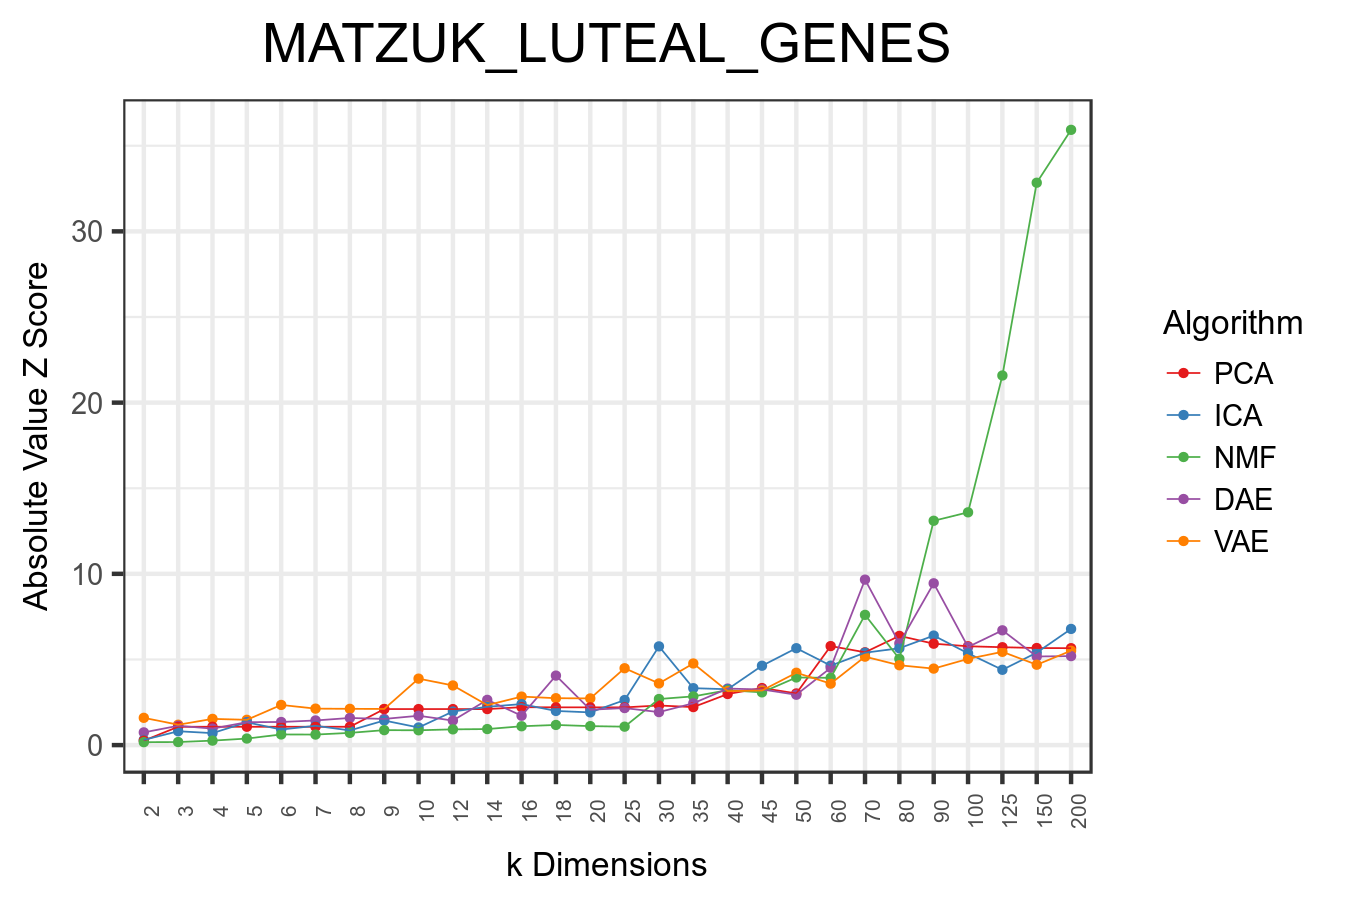 MATZUK_LUTEAL_GENES
Absolute Value Z Score
30
20
10
0
2 3 4 5 6 7 8 9 10 12 14 16 18 20 25 30 35 40 45 50 60 70 80 90 100 125 150 200
k Dimensions
Algorithm
PCA
ICA
NMF
DAE
VAE